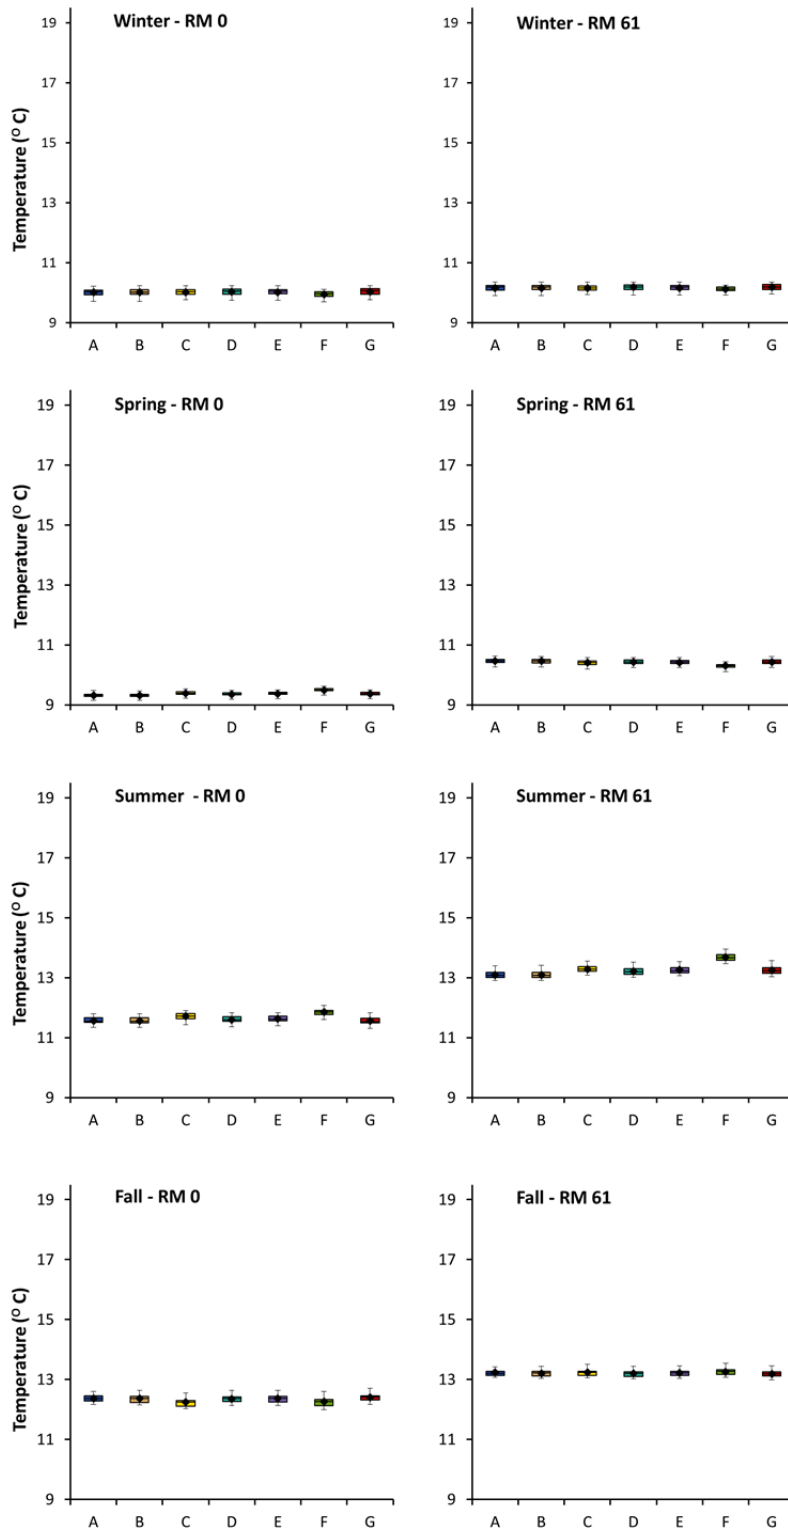 Winter - RM 0
19
17
15
13
11
9
Temperature (⁰ C)
A B C D E F G
Winter - RM 61
19
17
15
13
11
9
A B C D E F G
Spring - RM 0
19
17
15
13
11
9
Temperature (⁰ C)
A B C D E F G
Spring - RM 61
19
17
15
13
11
9
A B C D E F G
Summer - RM 0
19
17
15
13
11
9
Temperature (⁰ C)
A B C D E F G
Summer - RM 61
19
17
15
13
11
9
A B C D E F G
Fall - RM 0
19
17
15
13
11
9
Temperature (⁰ C)
A B C D E F G
Fall - RM 61
19
17
15
13
11
9
A B C D E F G